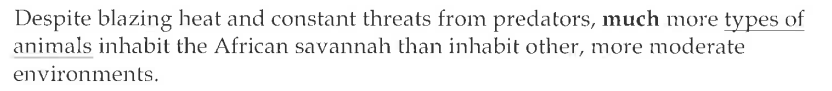 Despite blazing heat and constant threats from predators, much more types of
animals inhabit the African savannah than inhabit other, more moderate
environments.